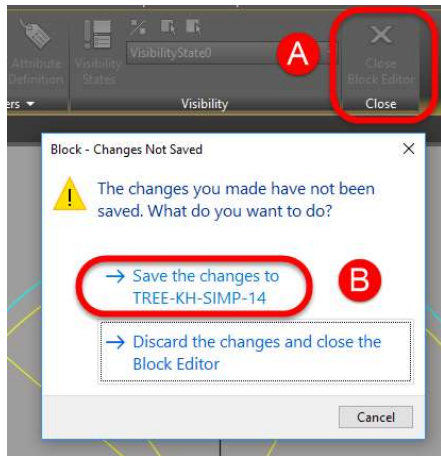 Attribute
Definition
Visibility
States
VisibilityState0
A
Close
Block Editor
ers
Visibility
Close
Block - Changes Not Saved
The changes you made have not been
saved. What do you want to do?
Save the changes to
TREE-KH-SIMP-14
B
Discard the changes and close the
Block Editor
Cancel